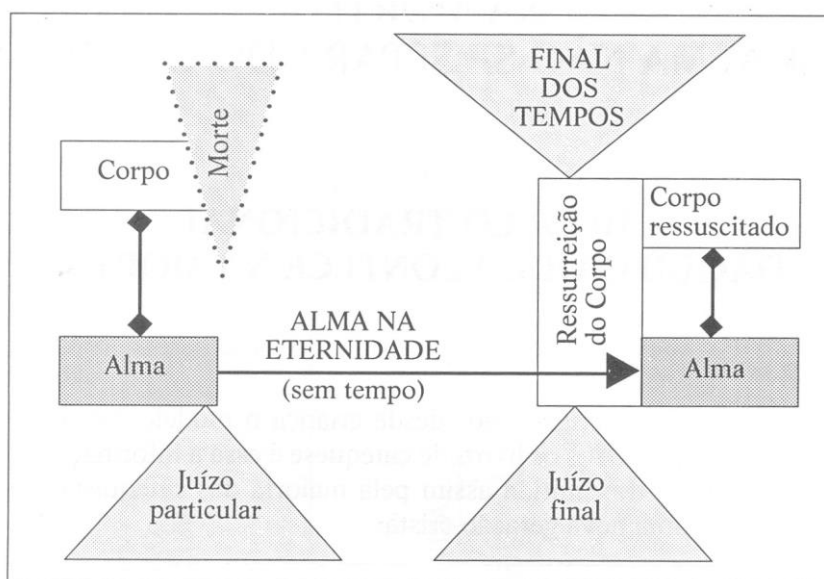 FINAL
DOS
TEMPOS
Corpo
Morte
Ressurreição
do Corpo
Corpo
ressuscitado
Alma
ALMA NA
ETERNIDADE
(sem tempo)
Alma
Juízo
particular
Juízo
final